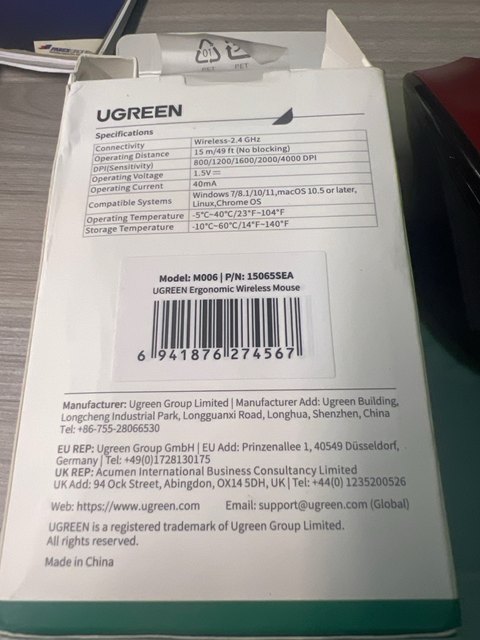 01
PET PET
UGREEN
Specifications
Connectivity Wireless-2.4 GHz
Operating Distance 15 m/49 ft (No blocking)
DPI(Sensitivity) 800/1200/1600/2000/4000 DPI
Operating Voltage 1.5V⎓
Operating Current 40mA
Compatible Systems Windows 7/8.1/10/11,macOS 10.5 or later,
Linux,Chrome OS
Operating Temperature -5°C~40°C/23°F~104°F
Storage Temperature -10°C~60°C/14°F~140°F
Model: M006 | P/N: 15065SEA
UGREEN Ergonomic Wireless Mouse
6 941876 274567
Manufacturer: Ugreen Group Limited | Manufacturer Add: Ugreen Building,
Longcheng Industrial Park, Longguanxi Road, Longhua, Shenzhen, China
Tel: +86-755-28066530
EU REP: Ugreen Group GmbH | EU Add: Prinzenallee 1, 40549 Düsseldorf,
Germany | Tel: +49(0)1728130175
UK REP: Acumen International Business Consultancy Limited
UK Add: 94 Ock Street, Abingdon, OX14 5DH, UK | Tel: +44(0) 1235200526
Web: https://www.ugreen.com Email: support@ugreen.com (Global)
UGREEN is a registered trademark of Ugreen Group Limited.
All rights reserved.
Made in China